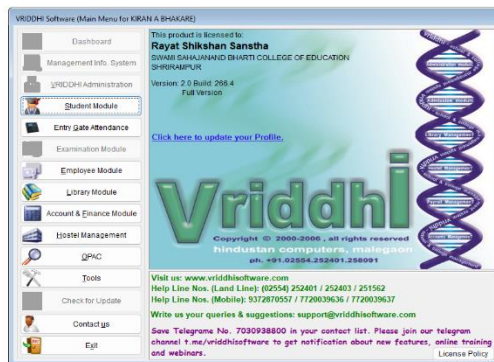 VRIDDHI Software (Main Menu for KIRAN A BHAKARE)
Dashboard
Management Info. System
VRIDDHI Administration
Student Module
Entry Gate Attendance
Examination Module
Employee Module
Library Module
Account & Finance Module
Hostel Management
OPAC
Tools
Check for Update
Contact us
Exit
This product is licensed to:
Rayat Shikshan Sanstha
SWAMI SAHAJANAND BHARTI COLLEGE OF EDUCATION
SHRIRAMPUR
Version: 2.0 Build: 266.4
Full Version
Click here to update your Profile.
Vriddhi
Copyright © 2000-2006 , all rights reserved
hindustan computers, malegaon
ph. +91.02554.252401.258091
Library Management
Visit us: www.vriddhisoftware.com
Help Line Nos. (Land Line): (02554) 252401 / 252403 / 251562
Help Line Nos. (Mobile): 9372870557 / 7720039636 / 7720039637
Write us your queries & suggestions: support@vriddhisoftware.com
Save Telegrame No. 7030938800 in your contact list. Please join our telegram
channel t.me/vriddhisoftware to get notification about new features, online training
and webinars.
License Policy